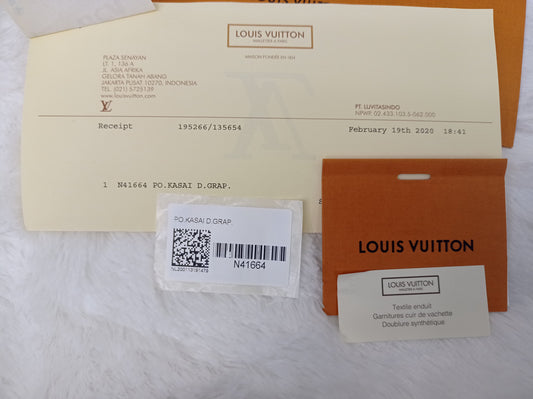 LOUIS VUITTON
MALLETIER A PARIS
MAISON FONDÉE EN 1854
PLAZA SENAYAN
LT. 1, 136 A
JL. ASIA AFRIKA
GELORA TANAH ABANG
JAKARTA PUSAT 10270, INDONESIA
TEL. (021) 5725139
www.louisvuitton.com
LV
PT. LUVITASINDO
NPWP. 02.433.103.5-062.000
Receipt 195266/135654 February 19th 2020 18:41
1 N41664 PO.KASAI D.GRAP.
PO.KASAI D.GRAP.
N41664
LOUIS VUITTON
LOUIS VUITTON
MALLETIER A PARIS
Textile enduit
Garnitures cuir de vachette
Doublure synthétique